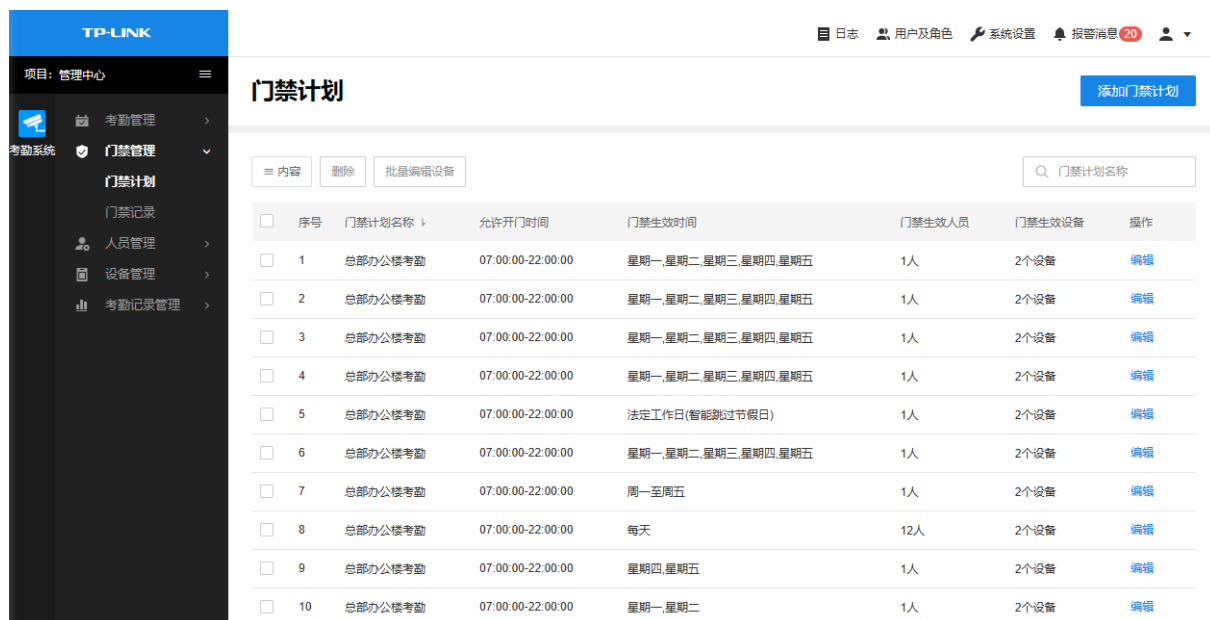 TP-LINK
日志 用户及角色 系统设置 报警消息 20
项目: 管理中心
门禁计划 添加门禁计划
考勤系统
考勤管理
门禁管理
门禁计划
门禁记录
人员管理
设备管理
考勤记录管理
内容 删除 批量编辑设备 门禁计划名称
序号 门禁计划名称 允许开门时间 门禁生效时间 门禁生效人员 门禁生效设备 操作
1 总部办公楼考勤 07:00:00-22:00:00 星期一,星期二,星期三,星期四,星期五 1人 2个设备 编辑
2 总部办公楼考勤 07:00:00-22:00:00 星期一,星期二,星期三,星期四,星期五 1人 2个设备 编辑
3 总部办公楼考勤 07:00:00-22:00:00 星期一,星期二,星期三,星期四,星期五 1人 2个设备 编辑
4 总部办公楼考勤 07:00:00-22:00:00 星期一,星期二,星期三,星期四,星期五 1人 2个设备 编辑
5 总部办公楼考勤 07:00:00-22:00:00 法定工作日(智能跳过节假日) 1人 2个设备 编辑
6 总部办公楼考勤 07:00:00-22:00:00 星期一,星期二,星期三,星期四,星期五 1人 2个设备 编辑
7 总部办公楼考勤 07:00:00-22:00:00 周一至周五 1人 2个设备 编辑
8 总部办公楼考勤 07:00:00-22:00:00 每天 12人 2个设备 编辑
9 总部办公楼考勤 07:00:00-22:00:00 星期四,星期五 1人 2个设备 编辑
10 总部办公楼考勤 07:00:00-22:00:00 星期一,星期二 1人 2个设备 编辑